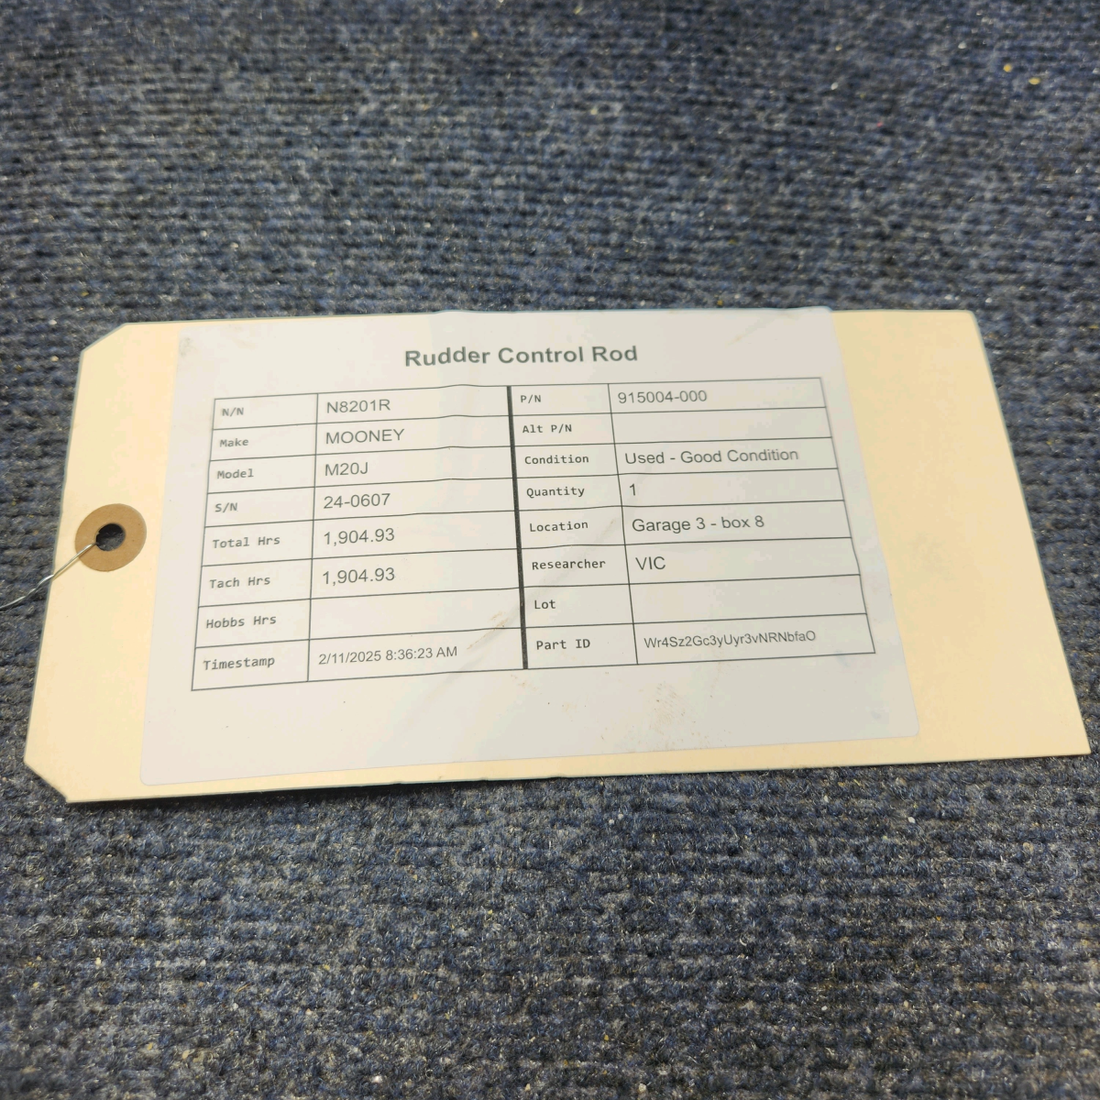 Rudder Control Rod
N/N N8201R P/N 915004-000
Make MOONEY Alt P/N
Model M20J Condition Used - Good Condition
S/N 24-0607 Quantity 1
Total Hrs 1,904.93 Location Garage 3 - box 8
Tach Hrs 1,904.93 Researcher VIC
Hobbs Hrs Lot
Timestamp 2/11/2025 8:36:23 AM Part ID Wr4Sz2Gc3yUyr3vNRNbfaO